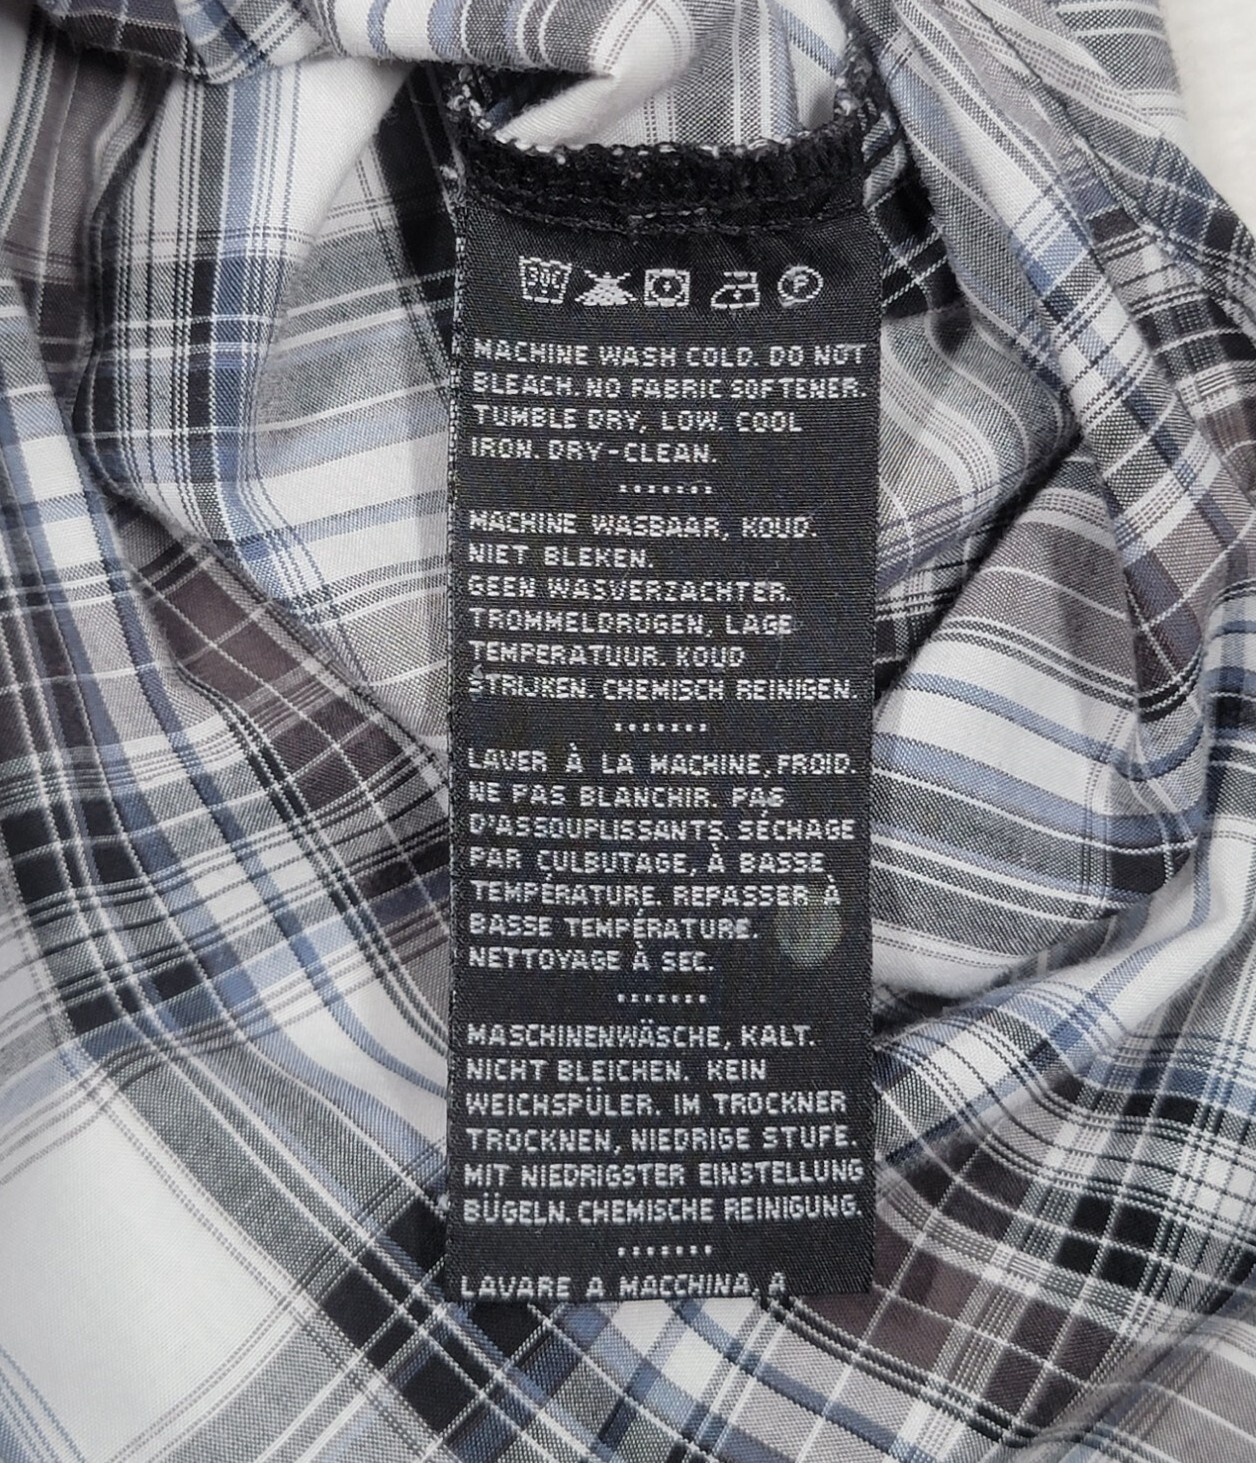 30°
P
MACHINE WASH COLD. DO NOT
BLEACH. NO FABRIC SOFTENER.
TUMBLE DRY, LOW. COOL
IRON. DRY-CLEAN.
MACHINE WASBAAR, KOUD.
NIET BLEKEN.
GEEN WASVERZACHTER.
TROMMELDROGEN, LAGE
TEMPERATUUR. KOUD
STRIJKEN. CHEMISCH REINIGEN.
LAVER À LA MACHINE, FROID.
NE PAS BLANCHIR. PAS
D'ASSOUPLISSANTS. SÉCHAGE
PAR CULBUTAGE, À BASSE
TEMPÉRATURE. REPASSER À
BASSE TEMPÉRATURE.
NETTOYAGE À SEC.
MASCHINENWÄSCHE, KALT.
NICHT BLEICHEN. KEIN
WEICHSPÜLER. IM TROCKNER
TROCKNEN, NIEDRIGE STUFE.
MIT NIEDRIGSTER EINSTELLUNG
BÜGELN. CHEMISCHE REINIGUNG.
LAVARE A MACCHINA, A